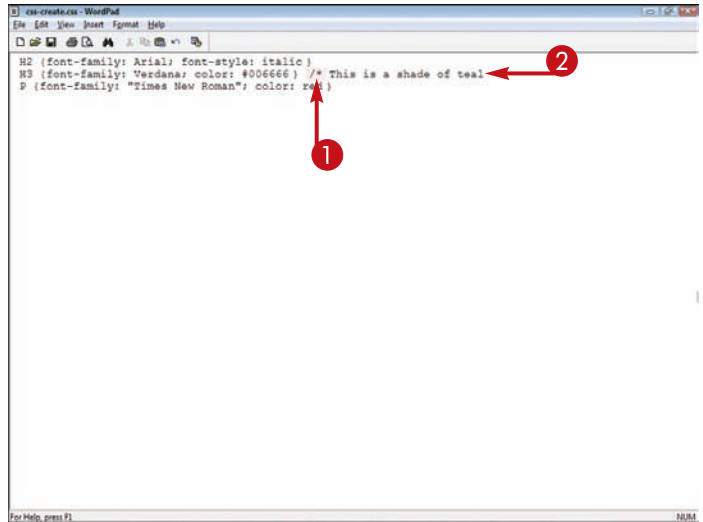 css-create.css - WordPad
File Edit View Insert Format Help
H2 {font-family: Arial; font-style: italic}
H3 {font-family: Verdana; color: #006666} /* This is a shade of teal
2
P {font-family: "Times New Roman"; color: red}
1
For Help, press F1
NUM